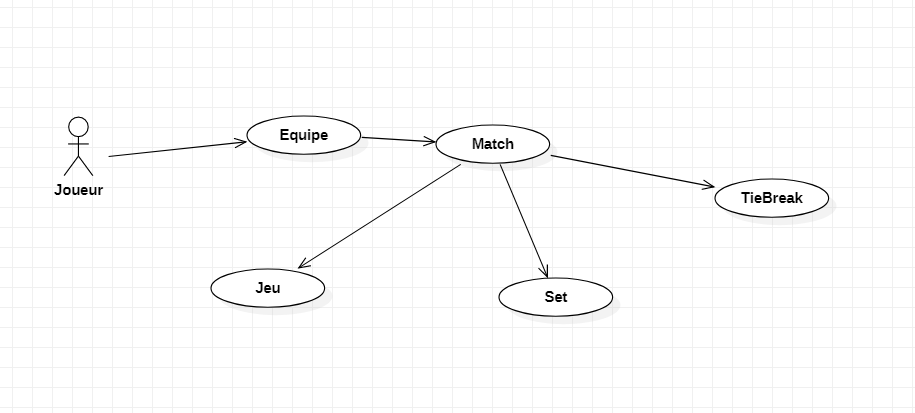 Equipe
Match
Joueur
TieBreak
Jeu
Set